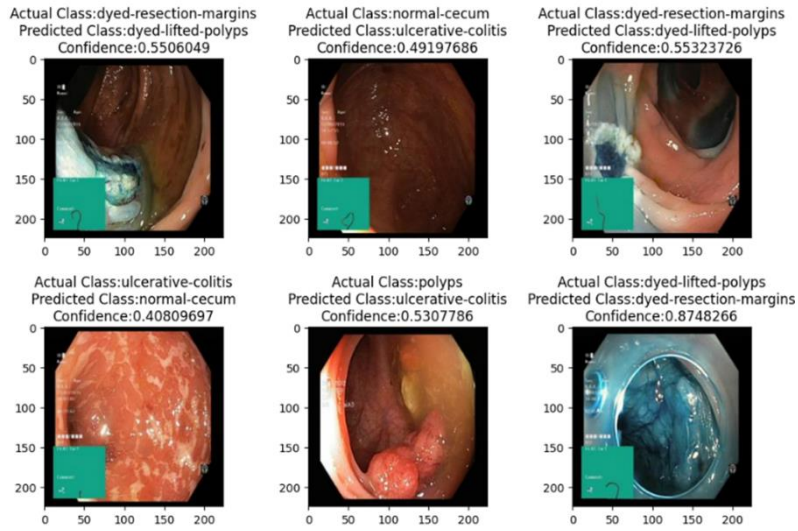 Actual Class:dyed-resection-margins
Predicted Class:dyed-lifted-polyps
Confidence:0.5506049
Actual Class:normal-cecum
Predicted Class:ulcerative-colitis
Confidence:0.49197686
Actual Class:dyed-resection-margins
Predicted Class:dyed-lifted-polyps
Confidence:0.55323726
0
50
100
150
200
0 50 100 150 200
0
50
100
150
200
0 50 100 150 200
0
50
100
150
200
0 50 100 150 200
Actual Class:ulcerative-colitis
Predicted Class:normal-cecum
Confidence:0.40809697
Actual Class:polyps
Predicted Class:ulcerative-colitis
Confidence:0.5307786
Actual Class:dyed-lifted-polyps
Predicted Class:dyed-resection-margins
Confidence:0.8748266
0
50
100
150
200
0 50 100 150 200
0
50
100
150
200
0 50 100 150 200
0
50
100
150
200
0 50 100 150 200